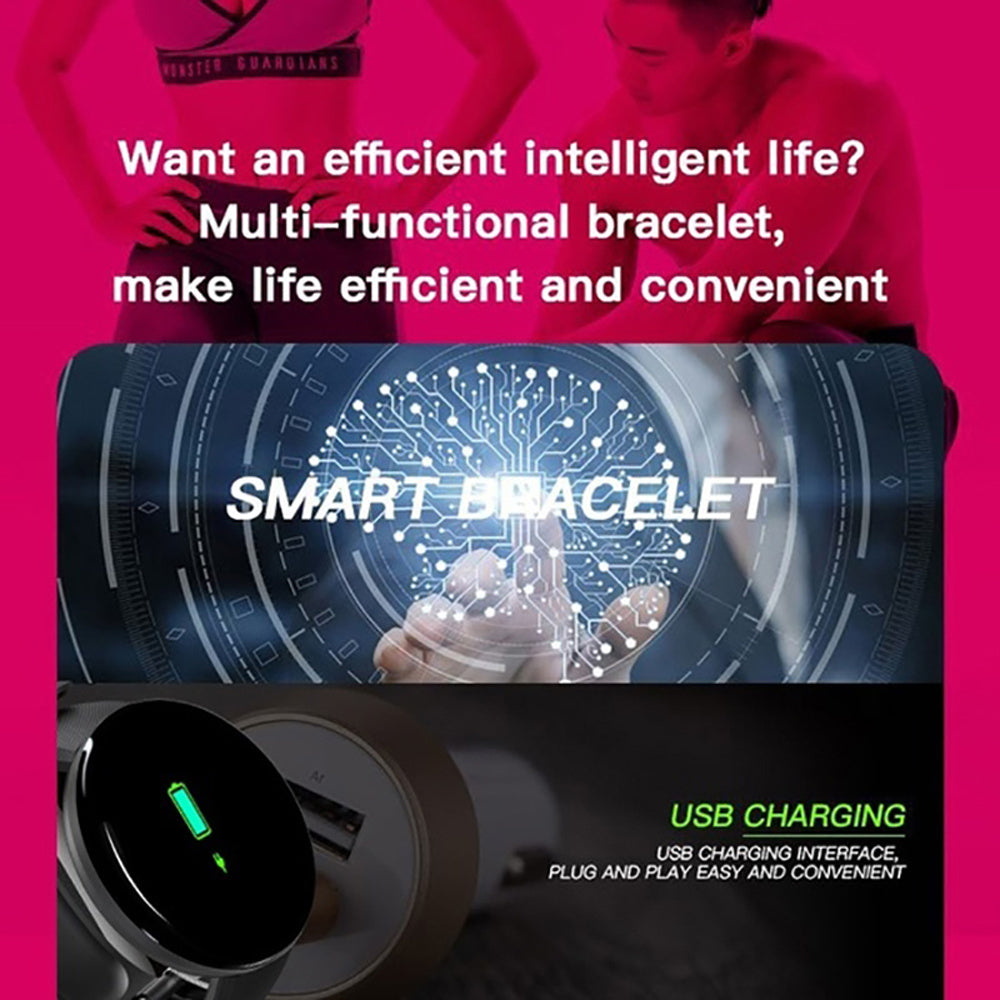 MONSTER GUARDIANS
Want an efficient intelligent life?
Multi-functional bracelet,
make life efficient and convenient
SMART BRACELET
USB CHARGING
USB CHARGING INTERFACE,
PLUG AND PLAY EASY AND CONVENIENT